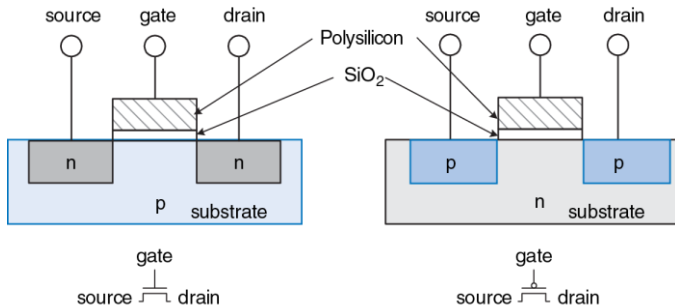 source gate drain source gate drain
Polysilicon
SiO2
n n p p
p n
substrate substrate
gate gate
source drain source drain